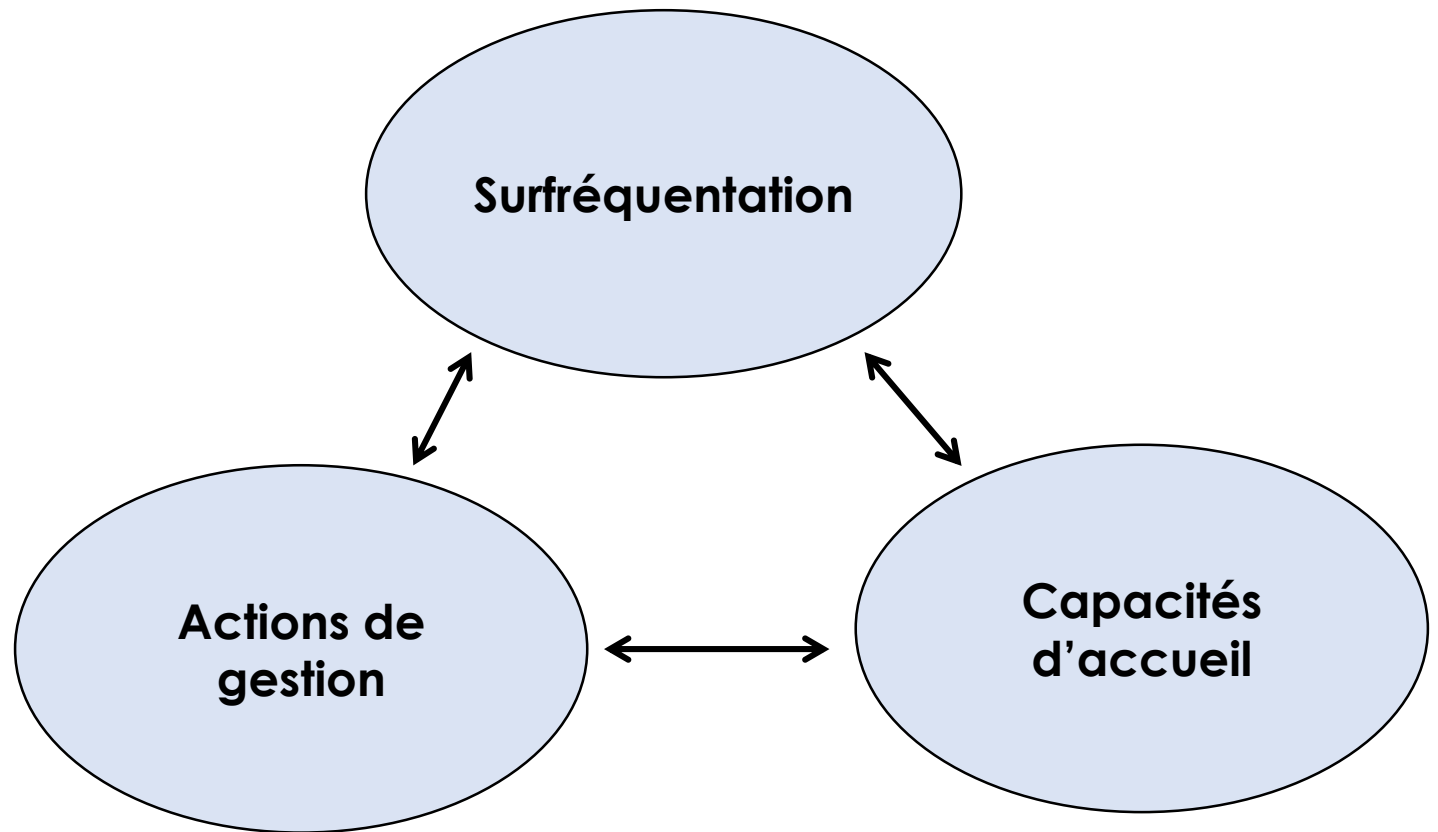 Surfréquentation
Actions de
gestion
Capacités
d’accueil